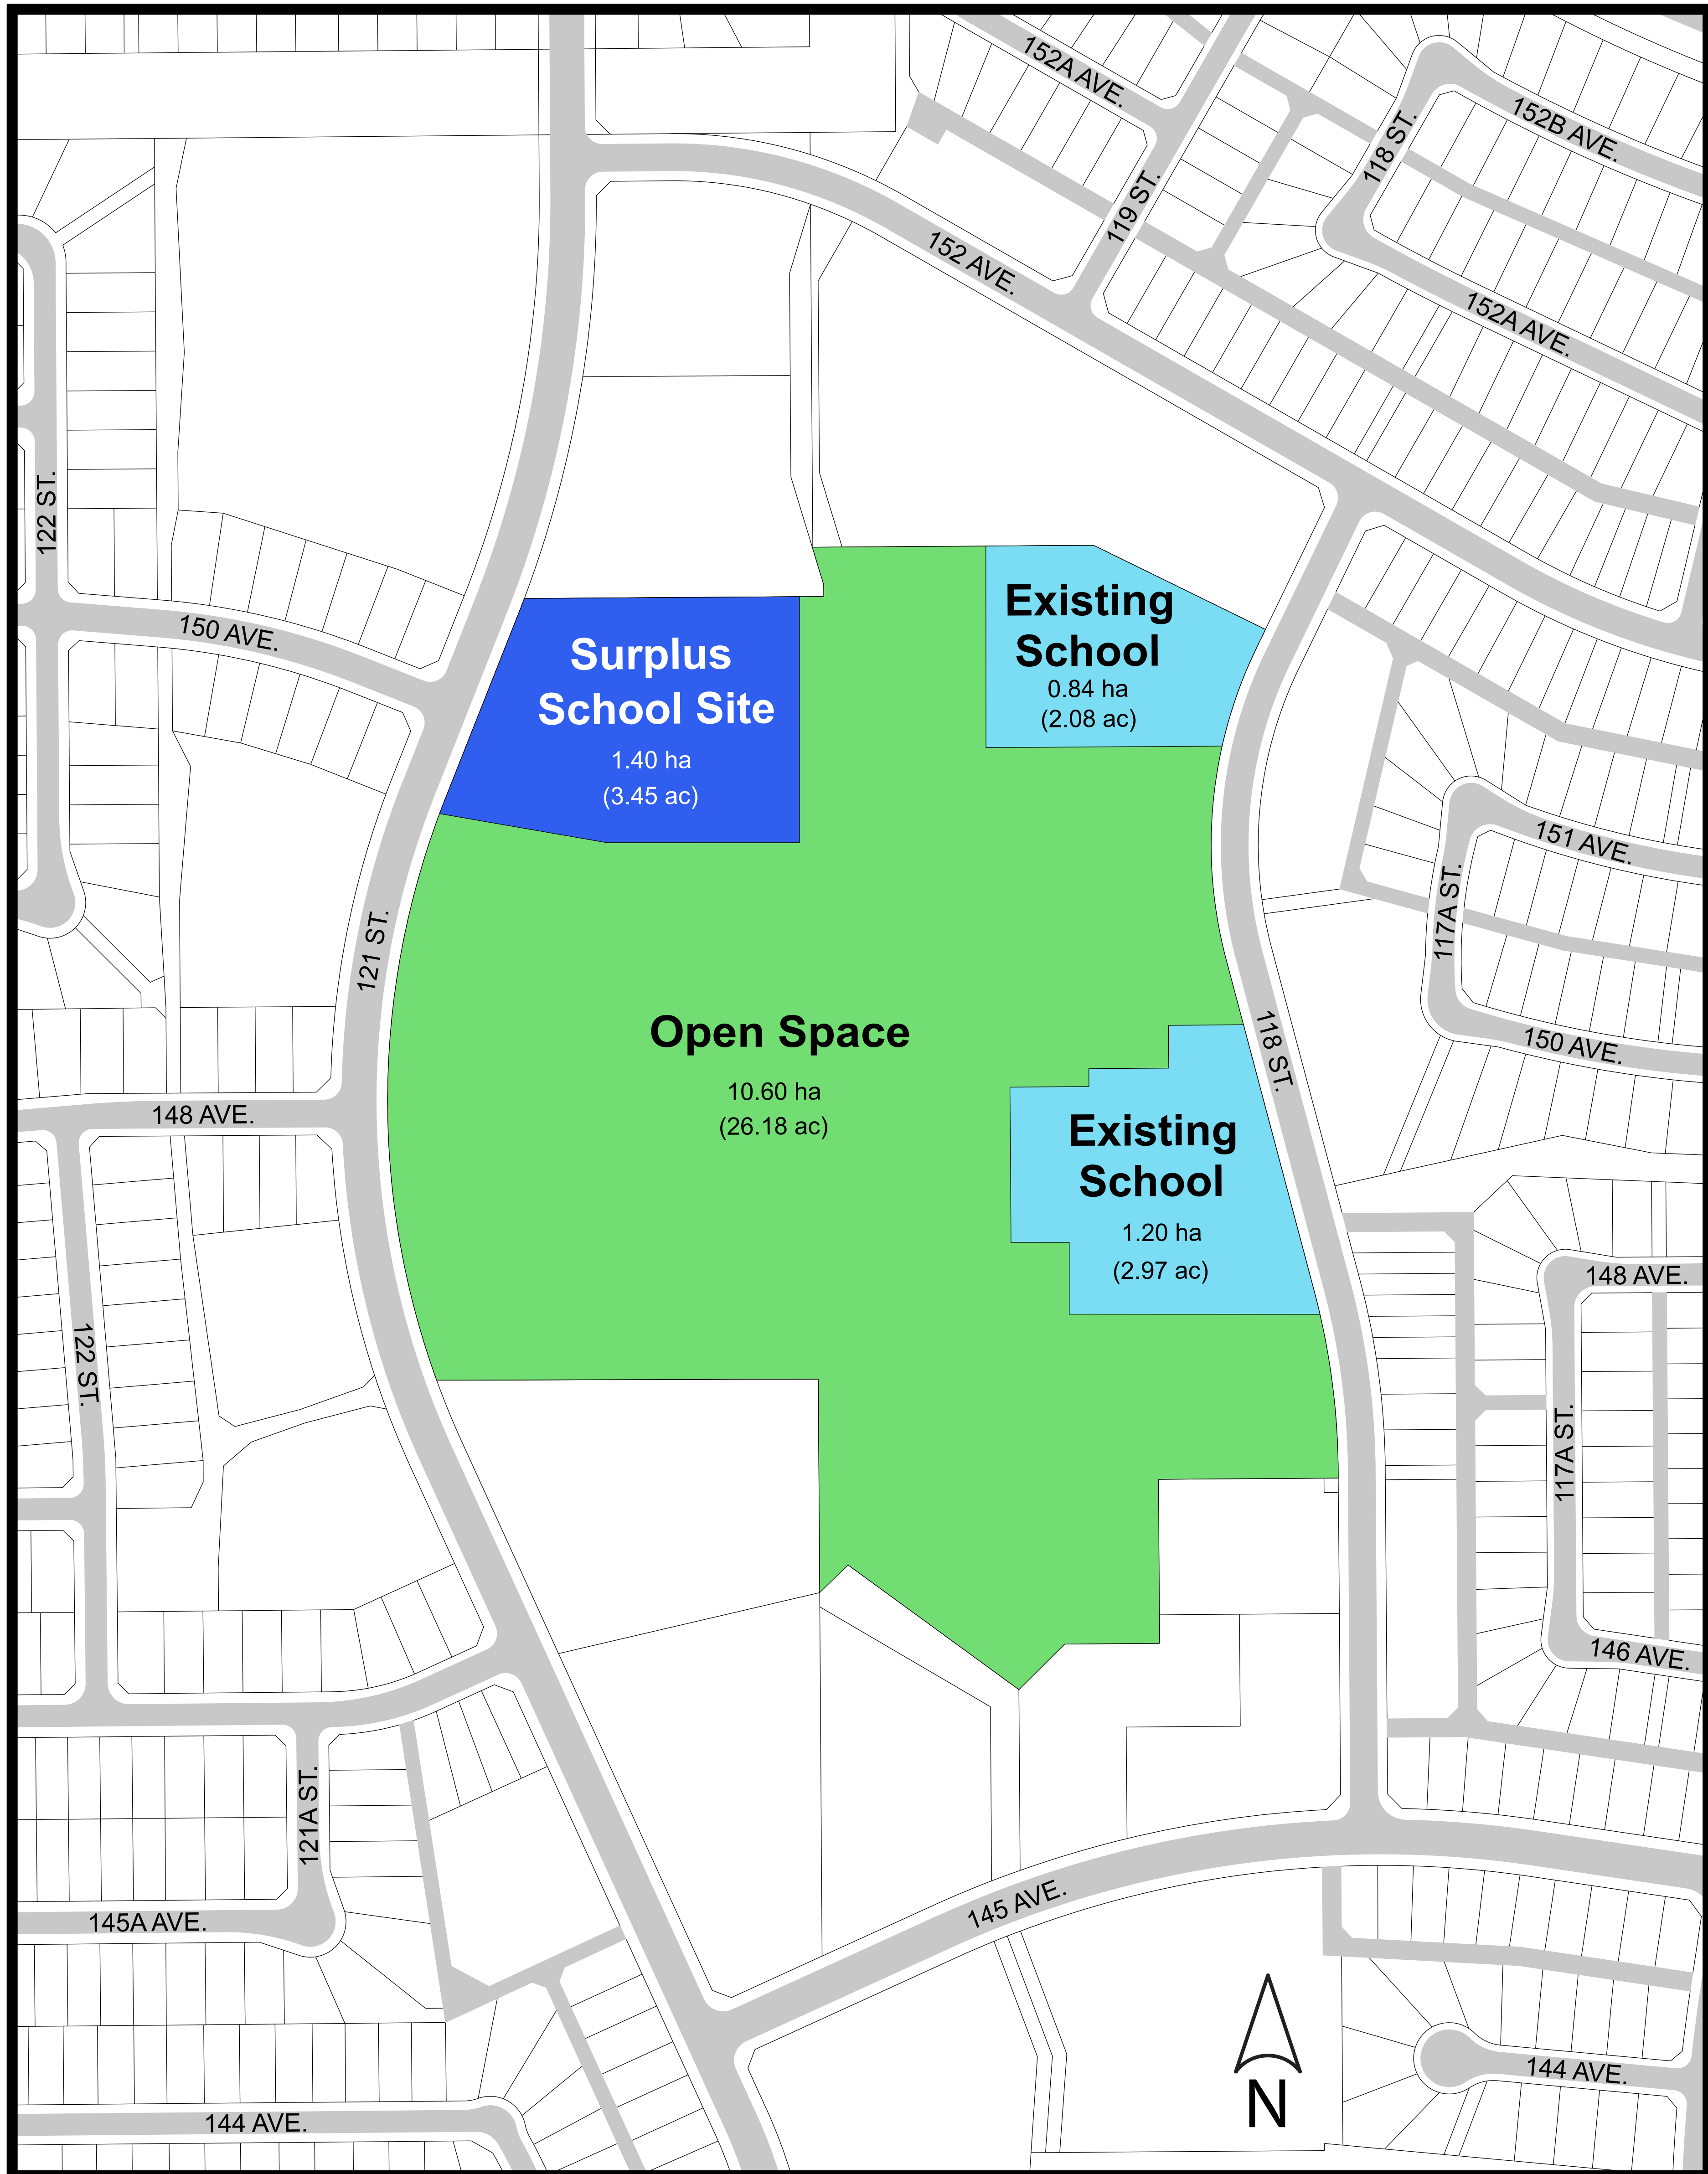 152A AVE.
152B AVE.
118 ST.
119 ST.
152 AVE.
152A AVE.
122 ST.
150 AVE.
Existing
School
0.84 ha
(2.08 ac)
Surplus
School Site
1.40 ha
(3.45 ac)
151 AVE.
117A ST.
121 ST.
150 AVE.
118 ST.
Open Space
10.60 ha
(26.18 ac)
148 AVE.
Existing
School
1.20 ha
(2.97 ac)
148 AVE.
122 ST.
117A ST.
146 AVE.
121A ST.
145 AVE.
145A AVE.
144 AVE.
N
144 AVE.